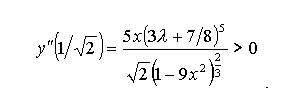 y''(1/√2) = 5x(3λ + 7/8)^5 / √2(1 − 9x^2)^(2/3) > 0 .